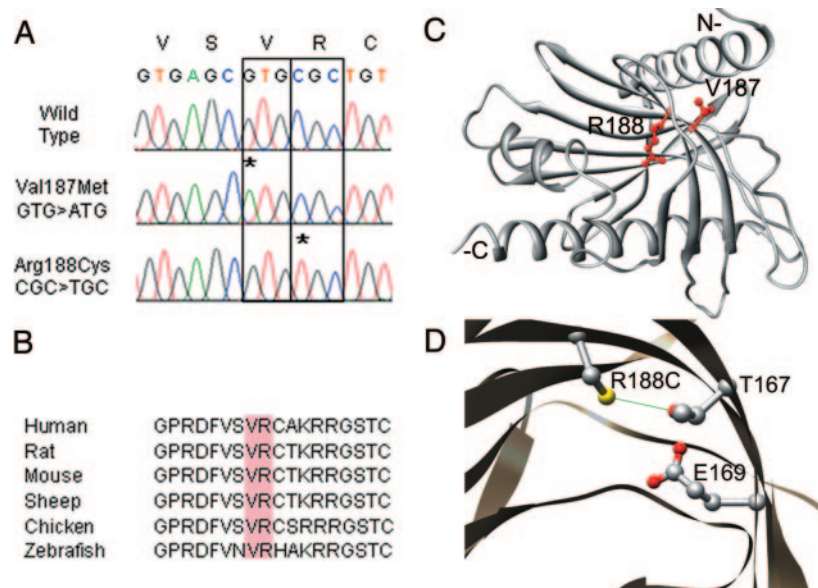 A
V S V R C
GTGAGCGTGCGCTGT
Wild
Type
*
Val187Met
GTG>ATG
*
Arg188Cys
CGC>TGC
B
Human GPRDFVSVRCAKRRGSTC
Rat GPRDFVSVRCTKRRGSTC
Mouse GPRDFVSVRCTKRRGSTC
Sheep GPRDFVSVRCTKRRGSTC
Chicken GPRDFVSVRCSRRRGSTC
Zebrafish GPRDFVNVRHAKRRGSTC
C
N-
V187
R188
-C
D
R188C
T167
E169